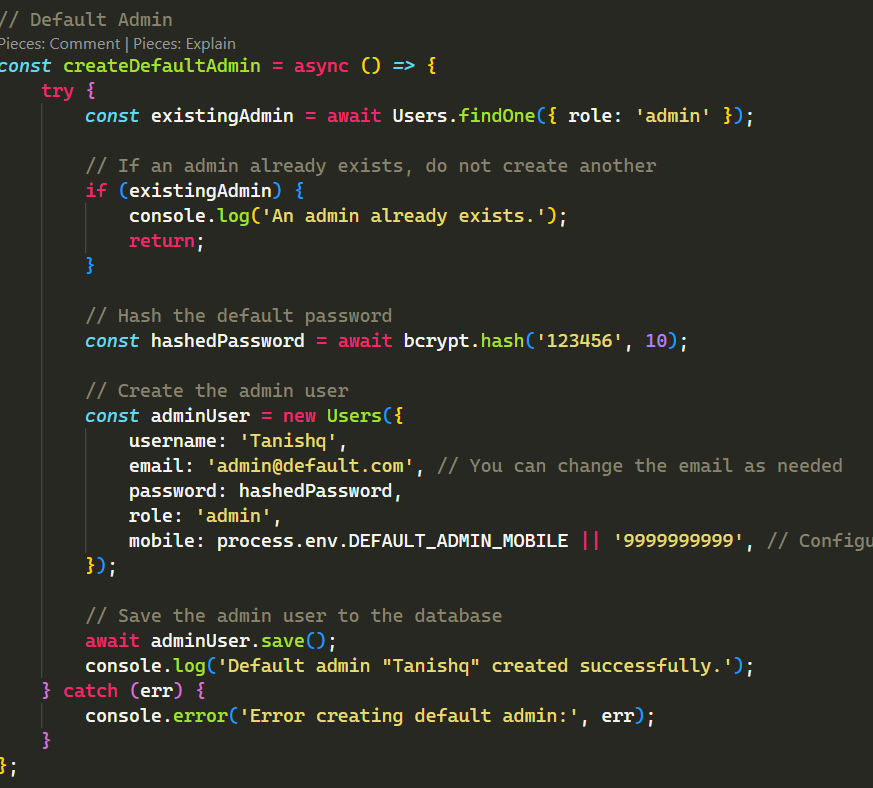 // Default Admin
Pieces: Comment | Pieces: Explain
const createDefaultAdmin = async () => {
    try {
        const existingAdmin = await Users.findOne({ role: 'admin' });

        // If an admin already exists, do not create another
        if (existingAdmin) {
            console.log('An admin already exists.');
            return;
        }

        // Hash the default password
        const hashedPassword = await bcrypt.hash('123456', 10);

        // Create the admin user
        const adminUser = new Users({
            username: 'Tanishq',
            email: 'admin@default.com', // You can change the email as needed
            password: hashedPassword,
            role: 'admin',
            mobile: process.env.DEFAULT_ADMIN_MOBILE || '9999999999', // Configu
        });

        // Save the admin user to the database
        await adminUser.save();
        console.log('Default admin "Tanishq" created successfully.');
    } catch (err) {
        console.error('Error creating default admin:', err);
    }
};